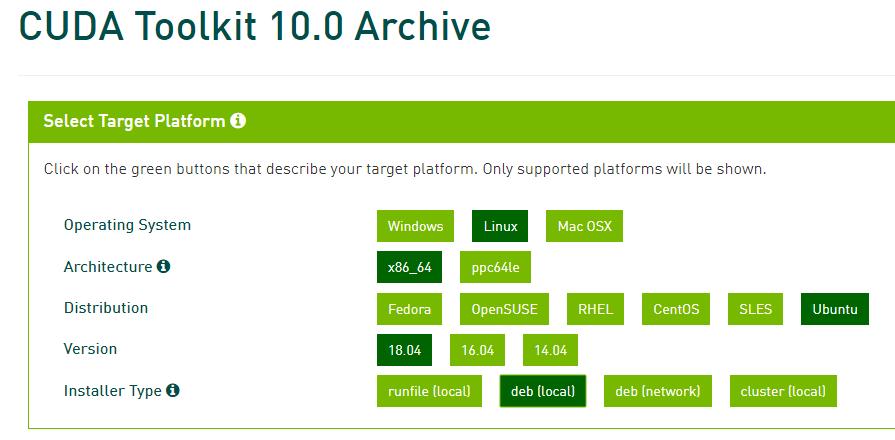 CUDA Toolkit 10.0 Archive
Select Target Platform
Click on the green buttons that describe your target platform. Only supported platforms will be shown.
Operating System Windows Linux Mac OSX
Architecture x86_64 ppc64le
Distribution Fedora OpenSUSE RHEL CentOS SLES Ubuntu
Version 18.04 16.04 14.04
Installer Type runfile (local) deb (local) deb (network) cluster (local)